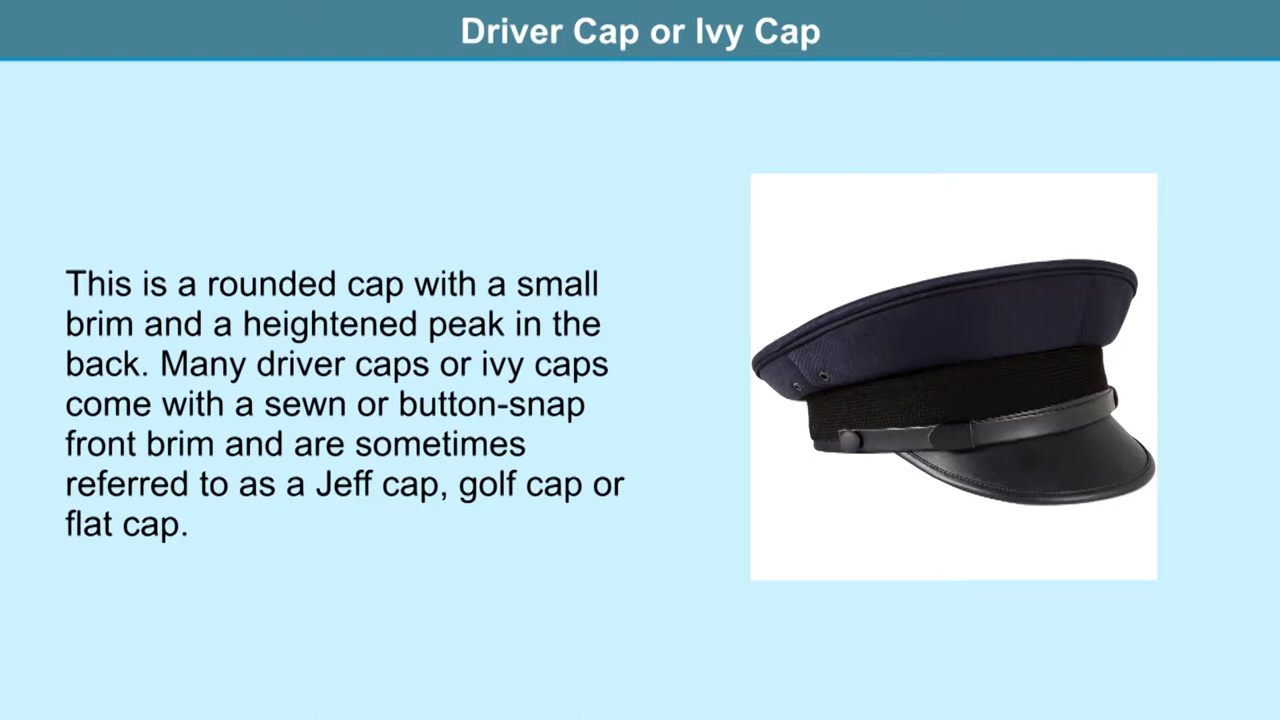 Driver Cap or Ivy Cap
This is a rounded cap with a small
brim and a heightened peak in the
back. Many driver caps or ivy caps
come with a sewn or button-snap
front brim and are sometimes
referred to as a Jeff cap, golf cap or
flat cap.